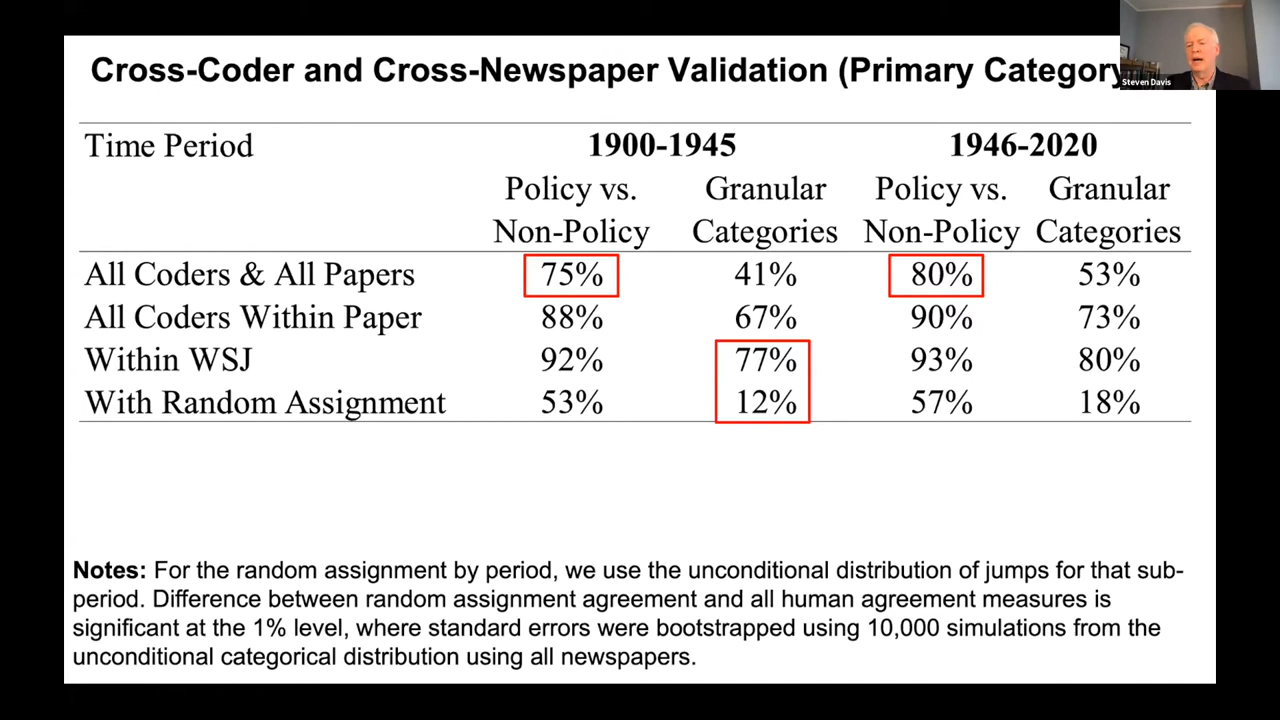 Cross-Coder and Cross-Newspaper Validation (Primary Category
Steven Davis
Time Period 1900-1945 1946-2020
Policy vs. Granular Policy vs. Granular
Non-Policy Categories Non-Policy Categories
All Coders & All Papers 75% 41% 80% 53%
All Coders Within Paper 88% 67% 90% 73%
Within WSJ 92% 77% 93% 80%
With Random Assignment 53% 12% 57% 18%
Notes: For the random assignment by period, we use the unconditional distribution of jumps for that sub-
period. Difference between random assignment agreement and all human agreement measures is
significant at the 1% level, where standard errors were bootstrapped using 10,000 simulations from the
unconditional categorical distribution using all newspapers.